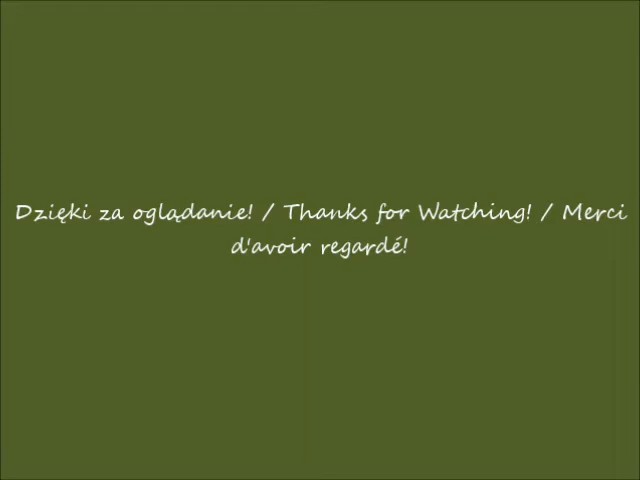 Dzięki za oglądanie! / Thanks for Watching! / Merci
d'avoir regardé!